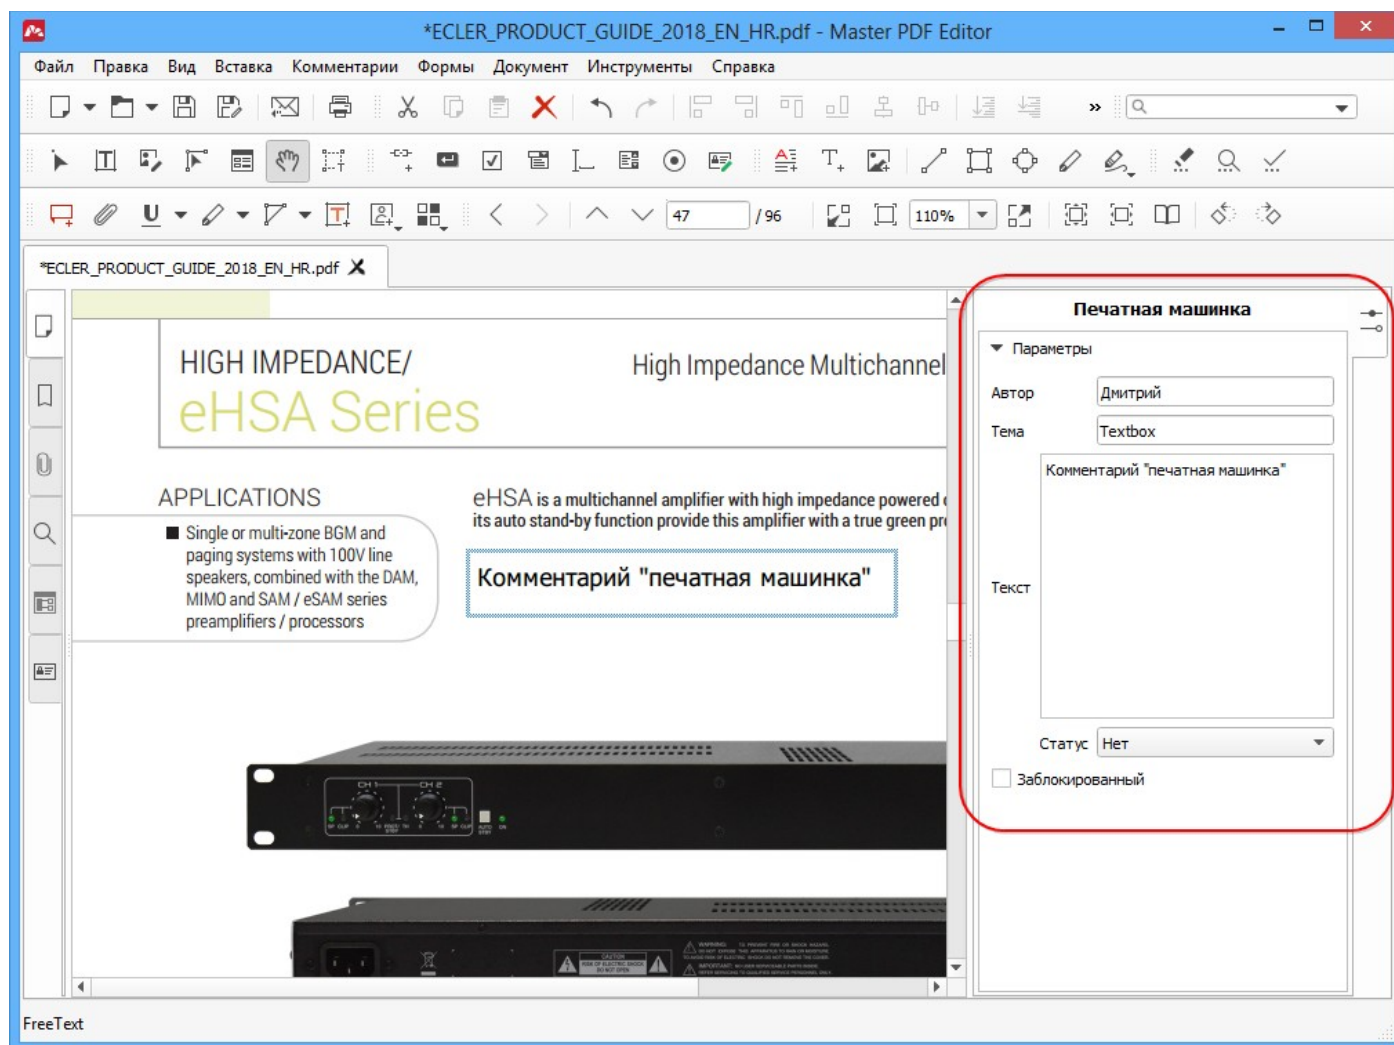 *ECLER_PRODUCT_GUIDE_2018_EN_HR.pdf - Master PDF Editor
Файл Правка Вид Вставка Комментарии Формы Документ Инструменты Справка
47 / 96 110%
*ECLER_PRODUCT_GUIDE_2018_EN_HR.pdf
HIGH IMPEDANCE/
High Impedance Multichannel
eHSA Series
APPLICATIONS
Single or multi-zone BGM and
paging systems with 100V line
speakers, combined with the DAM,
MIMO and SAM / eSAM series
preamplifiers / processors
eHSA is a multichannel amplifier with high impedance powered
its auto stand-by function provide this amplifier with a true green
Комментарий "печатная машинка"
CH 1 CH 2
Печатная машинка
Параметры
Автор Дмитрий
Тема Textbox
Текст Комментарий "печатная машинка"
Статус Нет
Заблокированный
FreeText